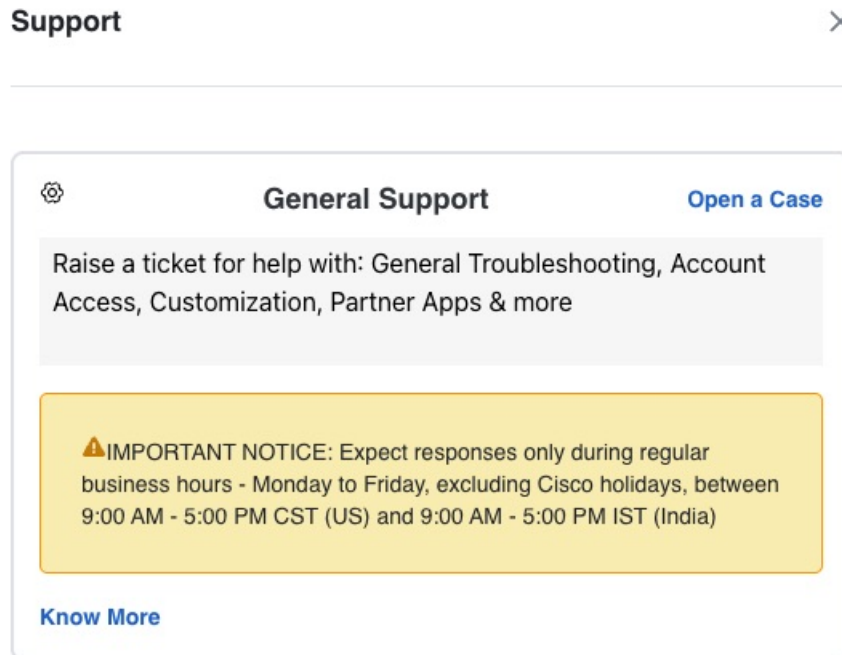 Support
General Support
Open a Case
Raise a ticket for help with: General Troubleshooting, Account
Access, Customization, Partner Apps & more
IMPORTANT NOTICE: Expect responses only during regular
business hours - Monday to Friday, excluding Cisco holidays, between
9:00 AM - 5:00 PM CST (US) and 9:00 AM - 5:00 PM IST (India)
Know More